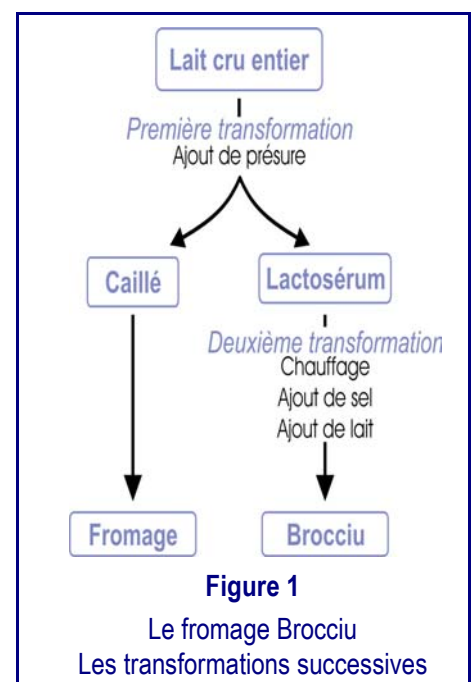 Lait cru entier
Première transformation
Ajout de présure
Caillé
Lactosérum
Deuxième transformation
Chauffage
Ajout de sel
Ajout de lait
Fromage
Brocciu
Figure 1
Le fromage Brocciu
Les transformations successives